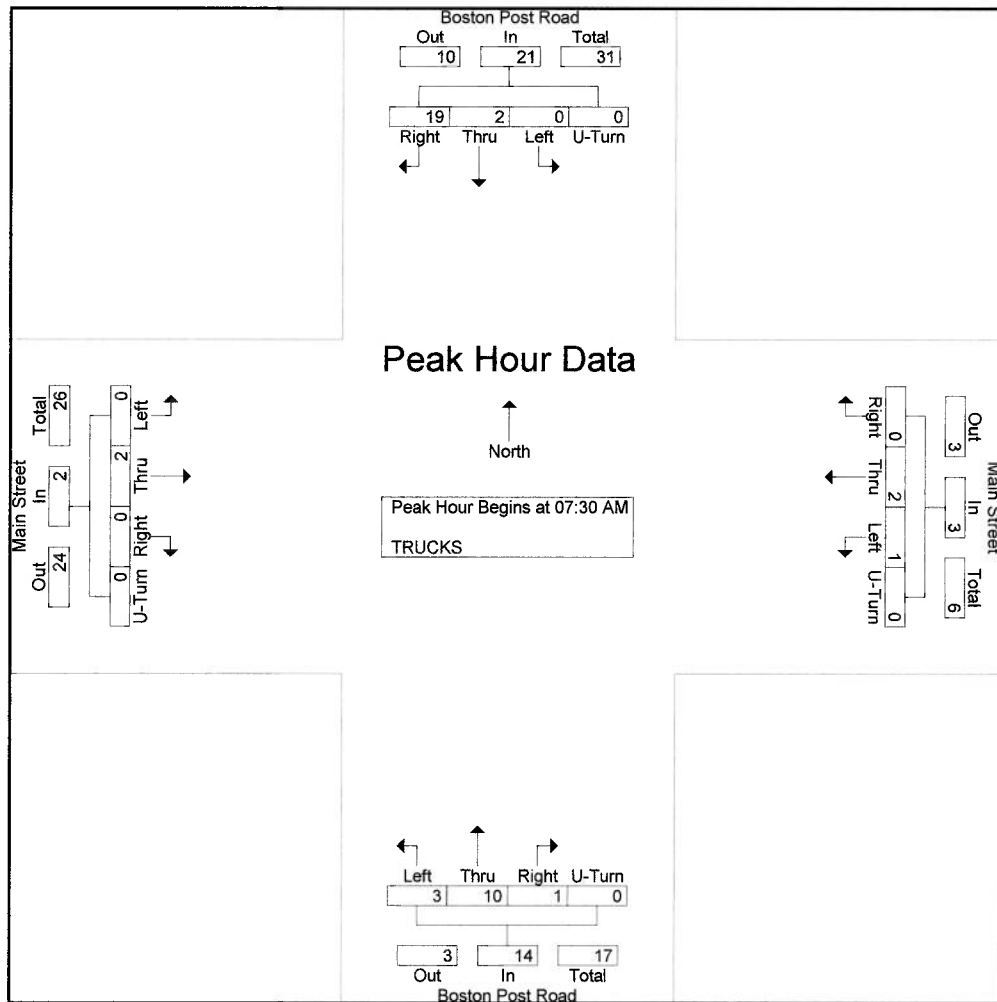 Boston Post Road
Out In Total
10 21 31
19 2 0 0
Right Thru Left U-Turn
Peak Hour Data
North
Peak Hour Begins at 07:30 AM
TRUCKS
Main Street
Total In Out
26 2 24
0 2 0 0
Left Thru Right U-Turn
Main Street
Out In Total
3 3 6
0 2 1 0
Right Thru Left U-Turn
Left Thru Right U-Turn
3 10 1 0
3 14 17
Out In Total
Boston Post Road